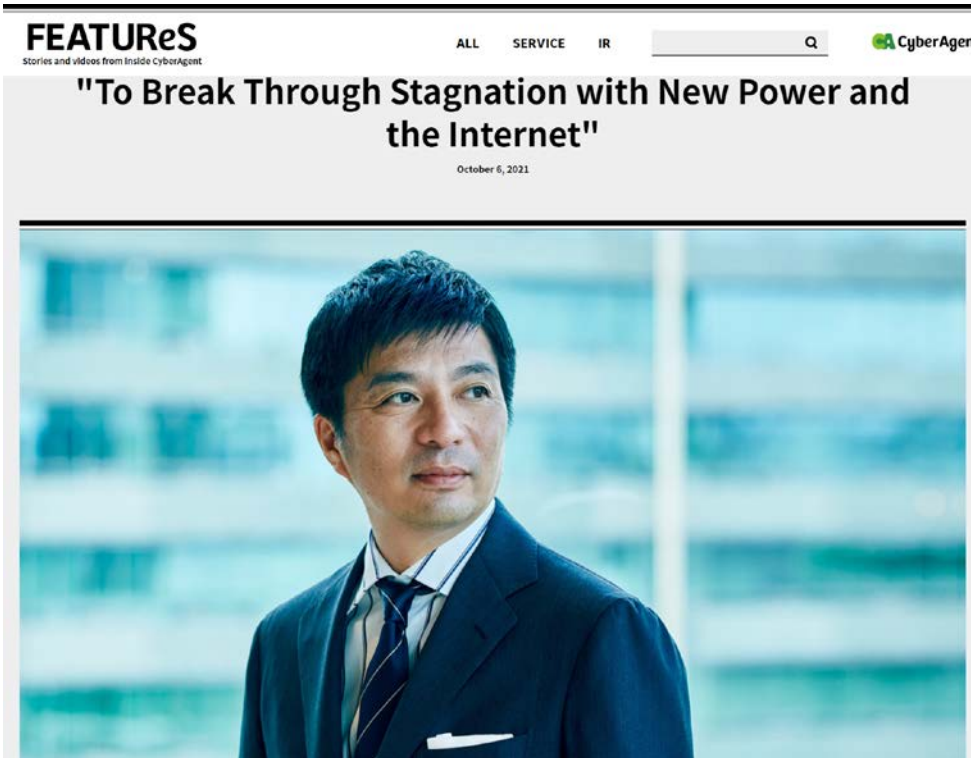 FEATUReS
Stories and videos from Inside CyberAgent
ALL
SERVICE
IR
CA CyberAgen
"To Break Through Stagnation with New Power and
the Internet"
October 6, 2021